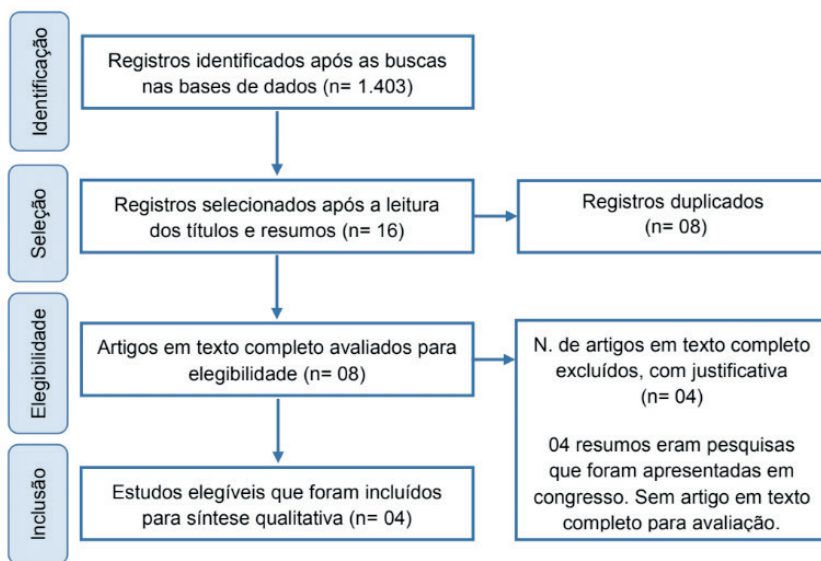 Identificação
Registros identificados após as buscas
nas bases de dados (n= 1.403)
Seleção
Registros selecionados após a leitura
dos títulos e resumos (n= 16)
Registros duplicados
(n= 08)
Elegibilidade
Artigos em texto completo avaliados para
elegibilidade (n= 08)
N. de artigos em texto completo
excluídos, com justificativa
(n= 04)
04 resumos eram pesquisas
que foram apresentadas em
congresso. Sem artigo em texto
completo para avaliação.
Inclusão
Estudos elegíveis que foram incluídos
para síntese qualitativa (n= 04)